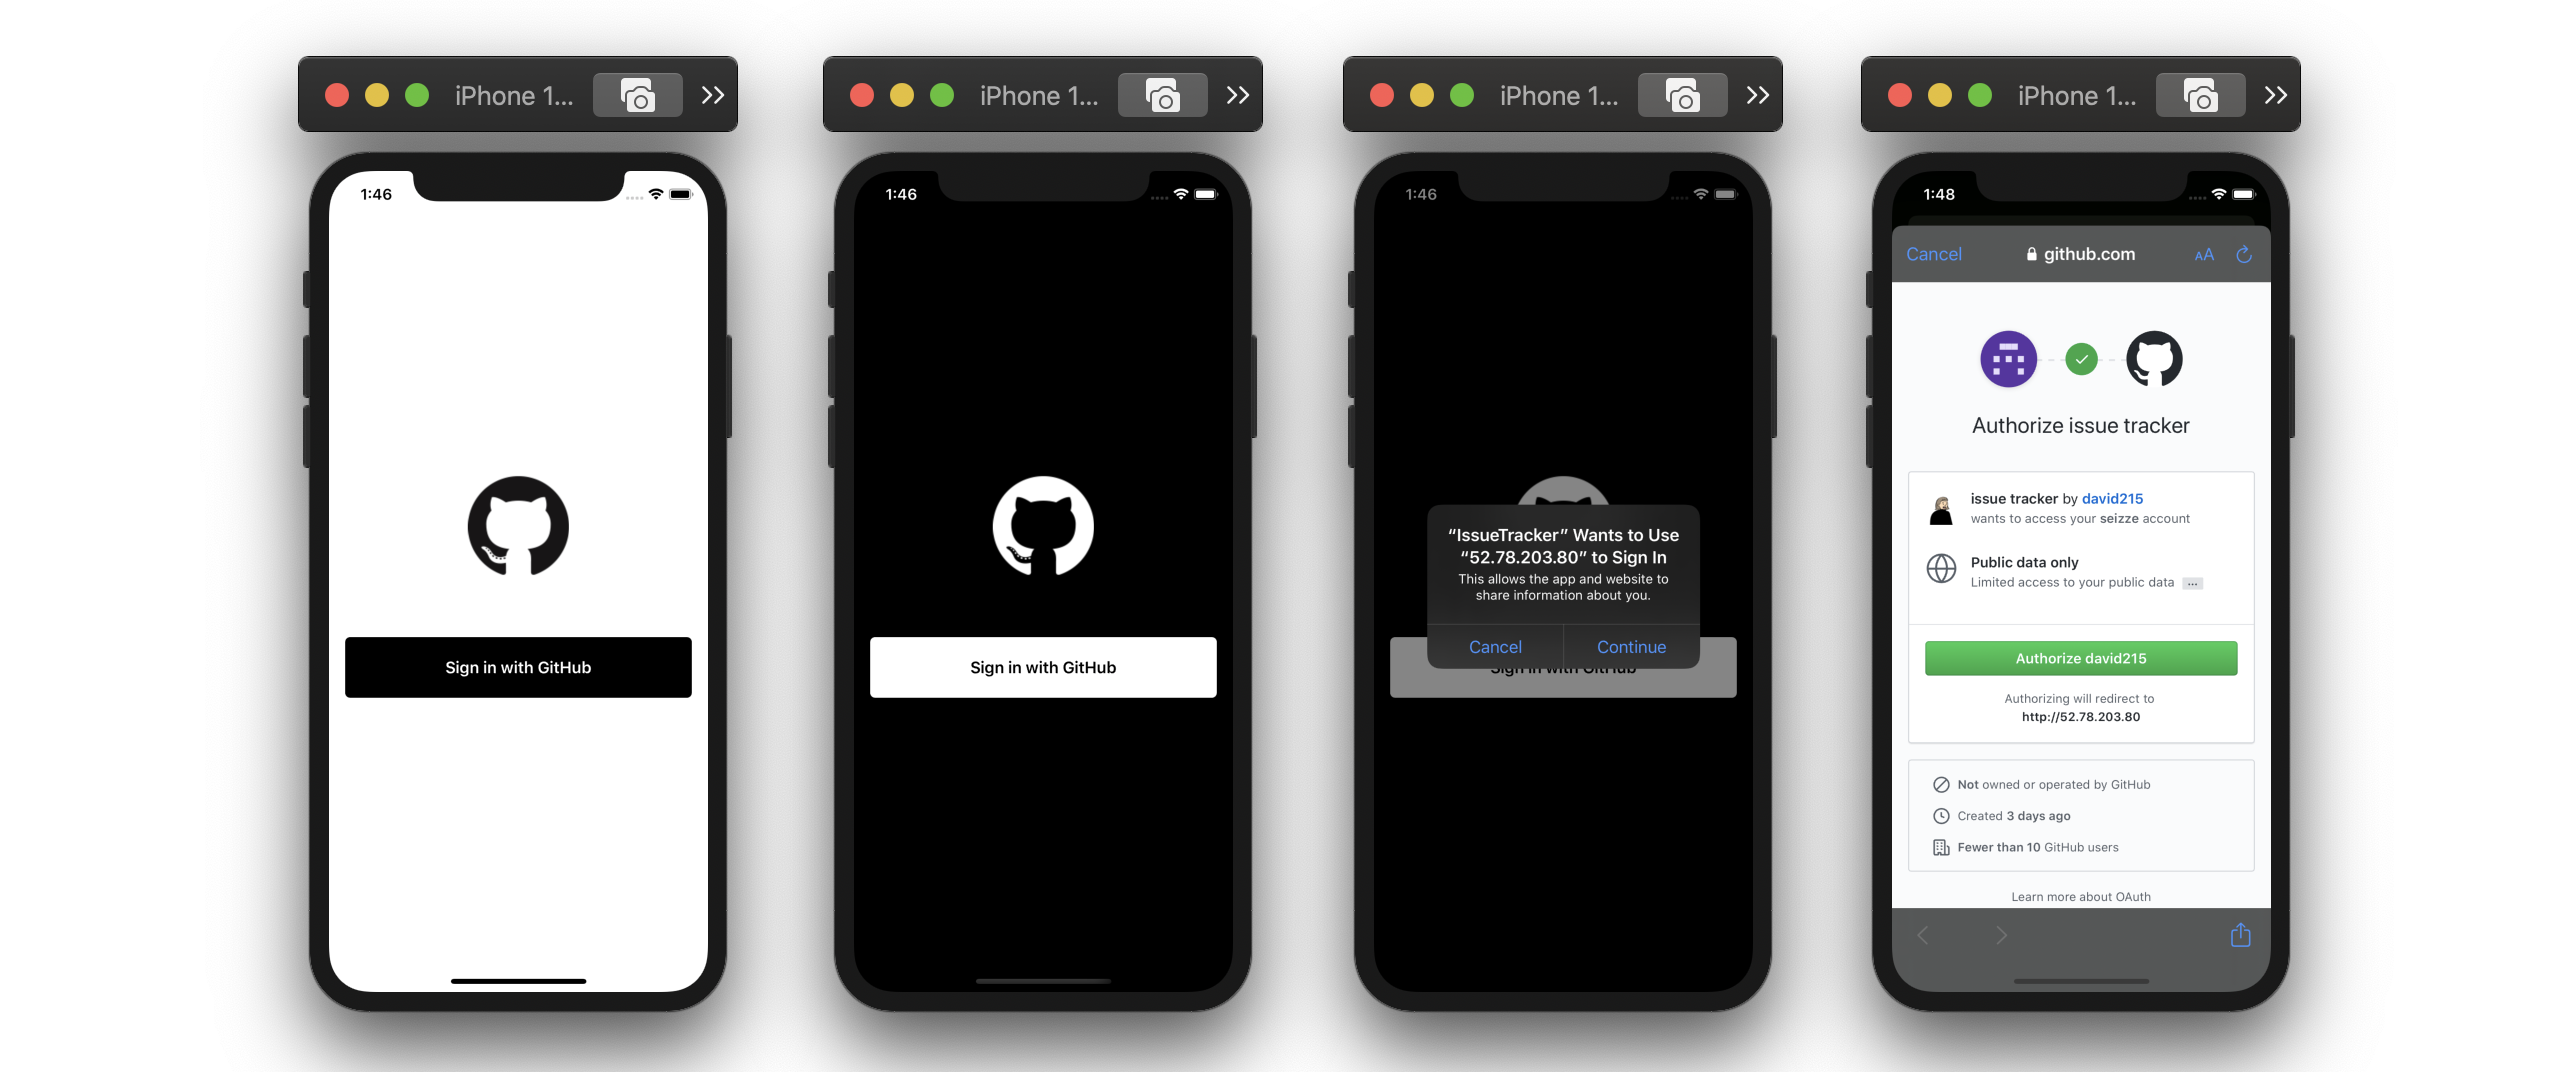 iPhone 1...
1:46
Sign in with GitHub
iPhone 1...
1:46
Sign in with GitHub
iPhone 1...
1:46
“IssueTracker” Wants to Use
“52.78.203.80” to Sign In
This allows the app and website to
share information about you.
Cancel
Continue
Sign in with GitHub
iPhone 1...
1:48
Cancel
github.com
AA
Authorize issue tracker
issue tracker by david215
wants to access your seizze account
Public data only
Limited access to your public data ...
Authorize david215
Authorizing will redirect to
http://52.78.203.80
Not owned or operated by GitHub
Created 3 days ago
Fewer than 10 GitHub users
Learn more about OAuth